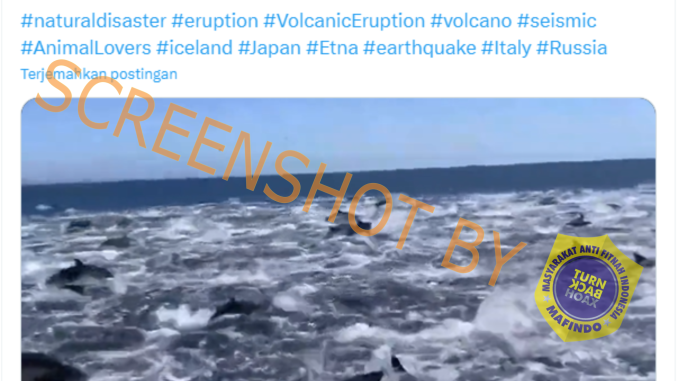 #naturaldisaster #eruption #VolcanicEruption #volcano #seismic
#AnimalLovers #iceland #Japan #Etna #earthquake #Italy #Russia
Terjemahkan postingan
SCREENSHOT BY
MASYARAKAT ANTI FITNAH INDONESIA
TURN
BACK
HOAX
MAFINDO